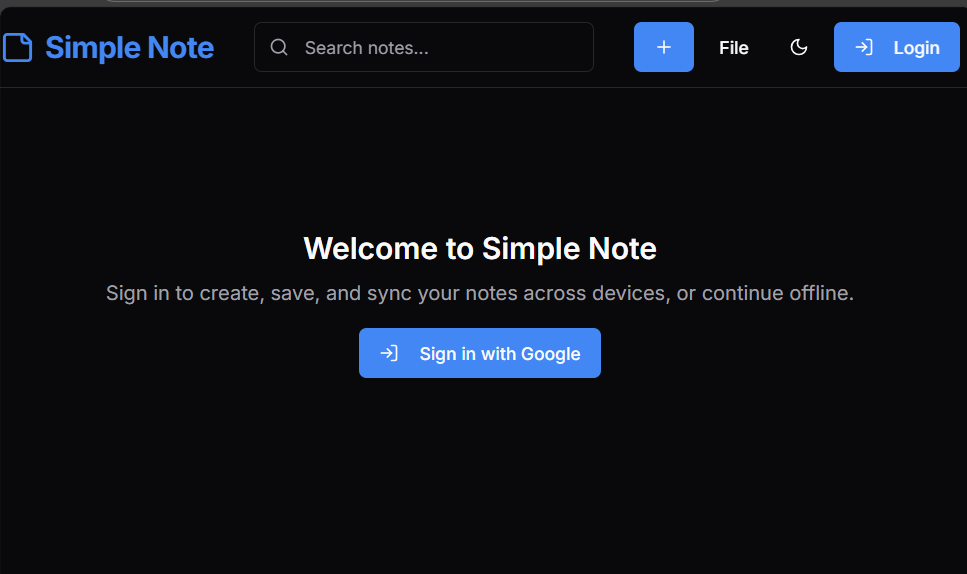 Simple Note
Search notes...
File
Login
Welcome to Simple Note
Sign in to create, save, and sync your notes across devices, or continue offline.
Sign in with Google